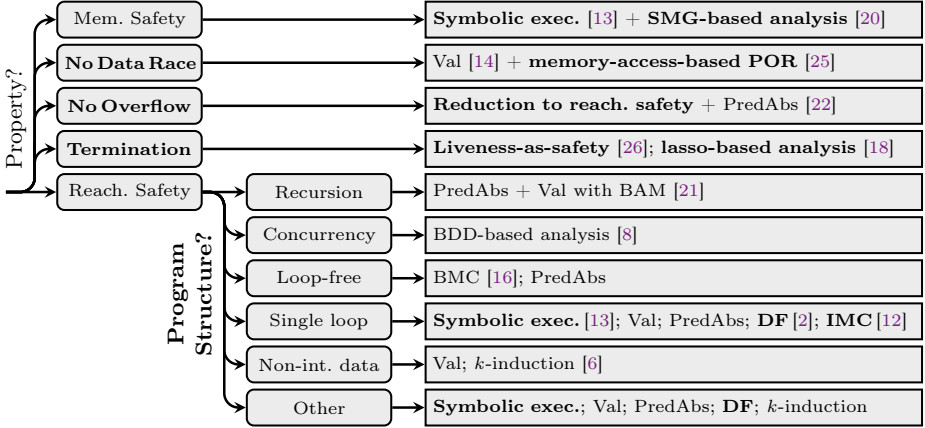 Property?
Mem. Safety
Symbolic exec. [13] + SMG-based analysis [20]
No Data Race
Val [14] + memory-access-based POR [25]
No Overflow
Reduction to reach. safety + PredAbs [22]
Termination
Liveness-as-safety [26]; lasso-based analysis [18]
Reach. Safety
Program
Structure?
Recursion
PredAbs + Val with BAM [21]
Concurrency
BDD-based analysis [8]
Loop-free
BMC [16]; PredAbs
Single loop
Symbolic exec. [13]; Val; PredAbs; DF [2]; IMC [12]
Non-int. data
Val; k-induction [6]
Other
Symbolic exec.; Val; PredAbs; DF; k-induction